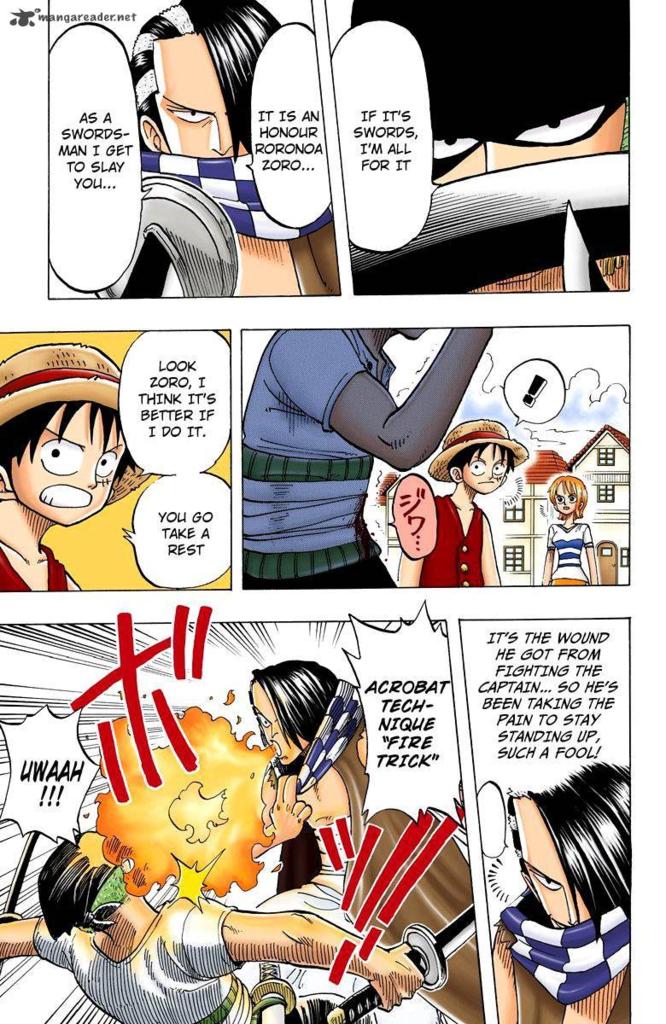 mangareader.net
IF IT'S
SWORDS,
I'M ALL
FOR IT
IT IS AN
HONOUR
RORONOA
ZORO...
AS A
SWORDS-
MAN I GET
TO SLAY
YOU...
!
ジワ...
LOOK
ZORO, I
THINK IT'S
BETTER IF
I DO IT.
YOU GO
TAKE A
REST
IT'S THE WOUND
HE GOT FROM
FIGHTING THE
CAPTAIN... SO HE'S
BEEN TAKING THE
PAIN TO STAY
STANDING UP,
SUCH A FOOL!
ACROBAT
TECH-
NIQUE
"FIRE
TRICK"
UWAAH
!!!